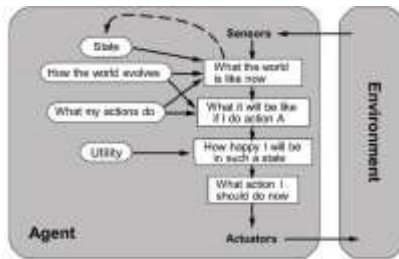 Sensors
State
How the world evolves
What my actions do
Utility
What the world
is like now
What it will be like
if I do action A
How happy I will be
in such a state
What action I
should do now
Agent
Actuators
Environment